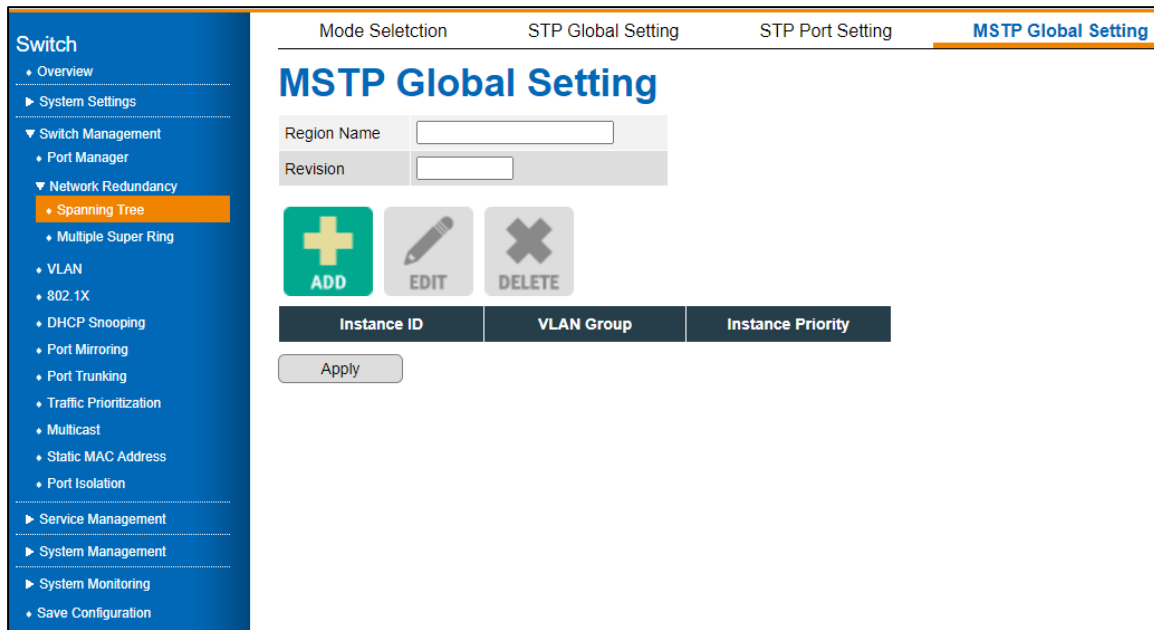 Switch
Overview
System Settings
Switch Management
Port Manager
Network Redundancy
Spanning Tree
Multiple Super Ring
VLAN
802.1X
DHCP Snooping
Port Mirroring
Port Trunking
Traffic Prioritization
Multicast
Static MAC Address
Port Isolation
Service Management
System Management
System Monitoring
Save Configuration
Mode Seletction STP Global Setting STP Port Setting MSTP Global Setting
MSTP Global Setting
Region Name
Revision
ADD EDIT DELETE
Instance ID VLAN Group Instance Priority
Apply